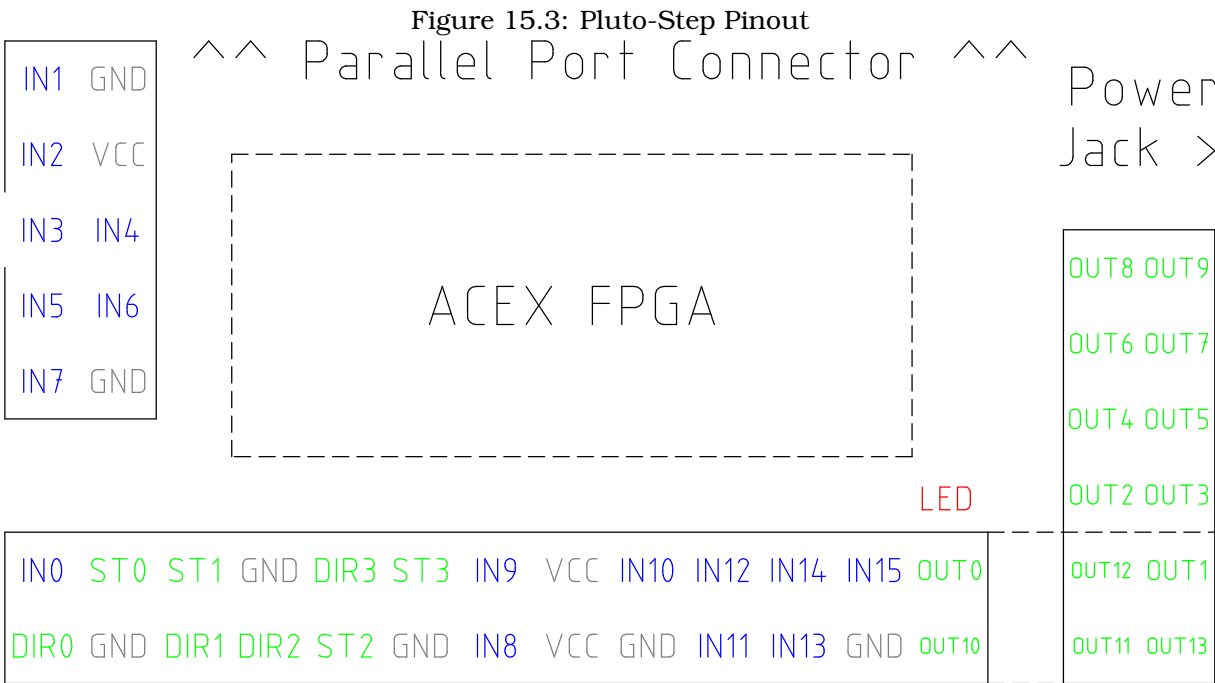 Figure 15.3: Pluto-Step Pinout
^^ Parallel Port Connector ^^
Power
Jack >
IN1 GND
IN2 VCC
IN3 IN4
IN5 IN6
IN7 GND
ACEX FPGA
OUT8 OUT9
OUT6 OUT7
OUT4 OUT5
OUT2 OUT3
OUT12 OUT1
OUT11 OUT13
LED
IN0 ST0 ST1 GND DIR3 ST3 IN9 VCC IN10 IN12 IN14 IN15 OUT0
DIR0 GND DIR1 DIR2 ST2 GND IN8 VCC GND IN11 IN13 GND OUT10